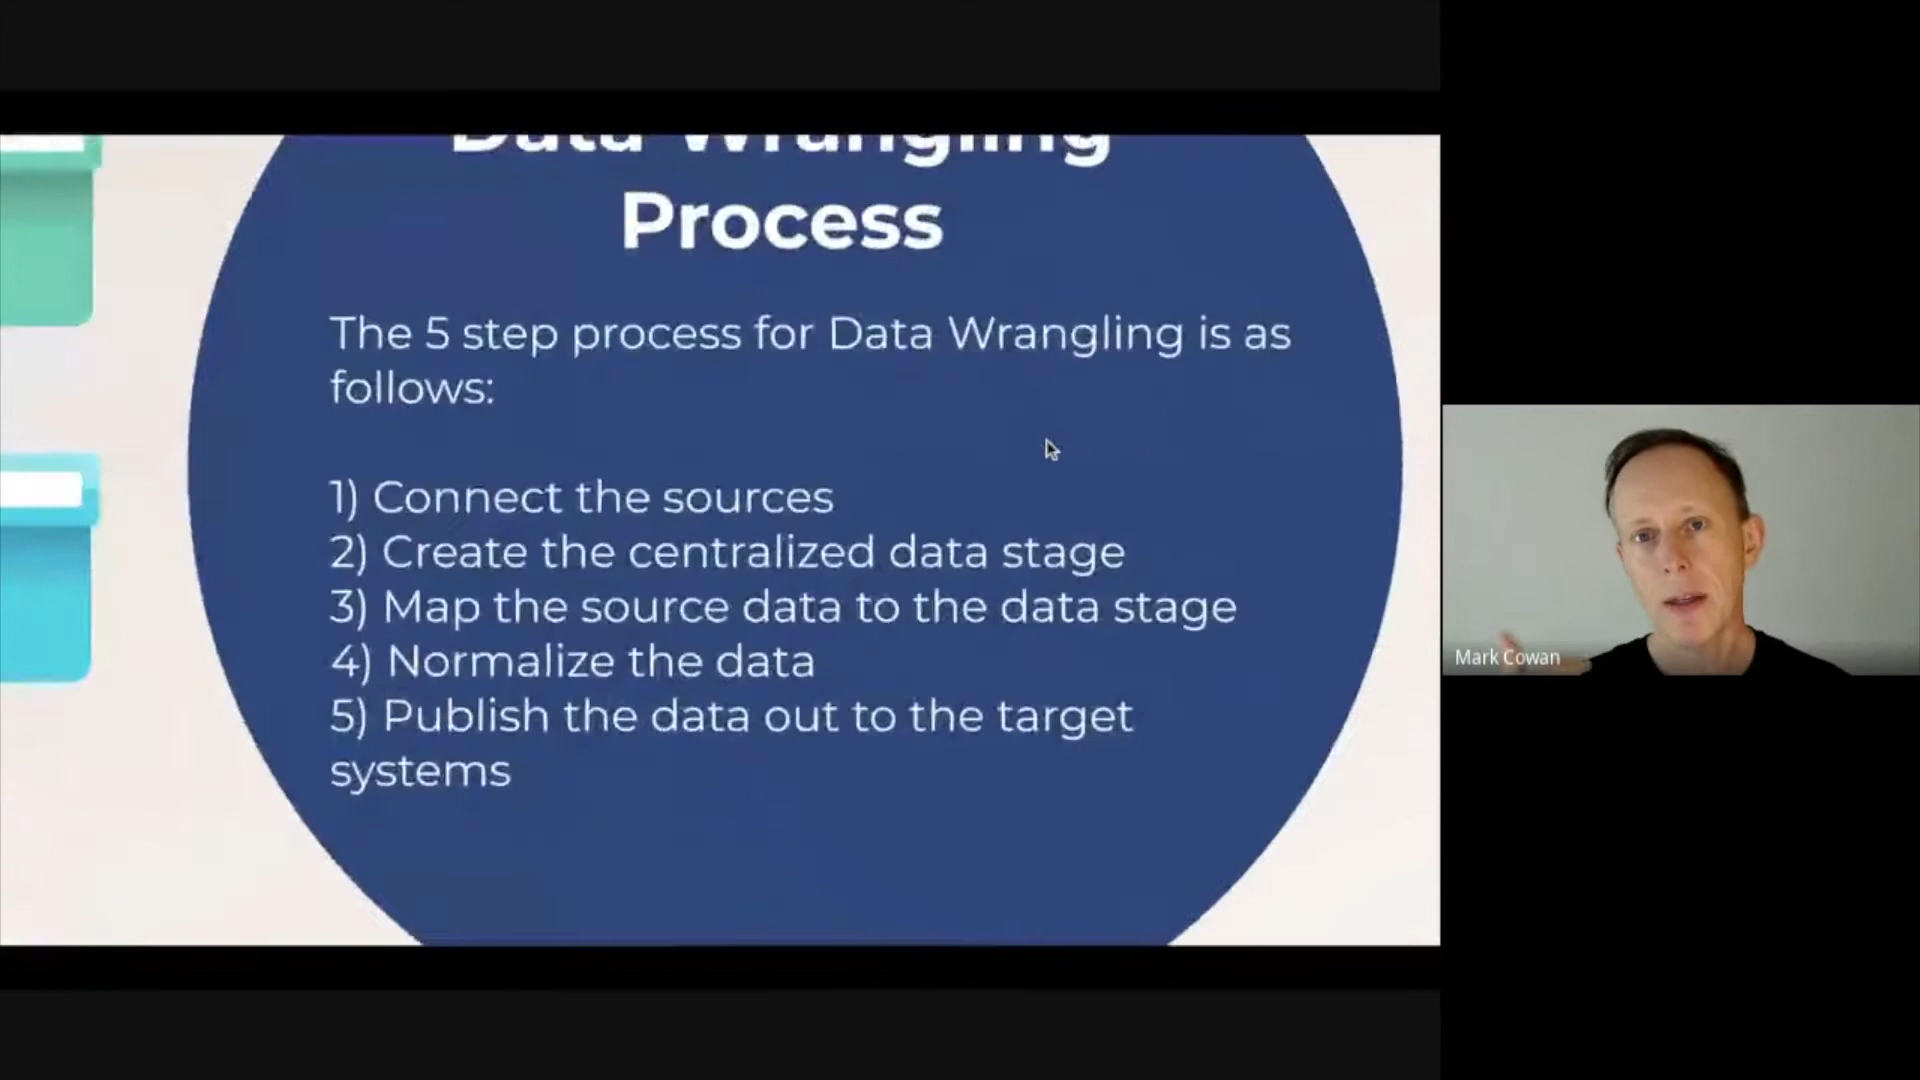 Data Wrangling
Process
The 5 step process for Data Wrangling is as
follows:
1) Connect the sources
2) Create the centralized data stage
3) Map the source data to the data stage
4) Normalize the data
5) Publish the data out to the target
systems
Mark Cowan